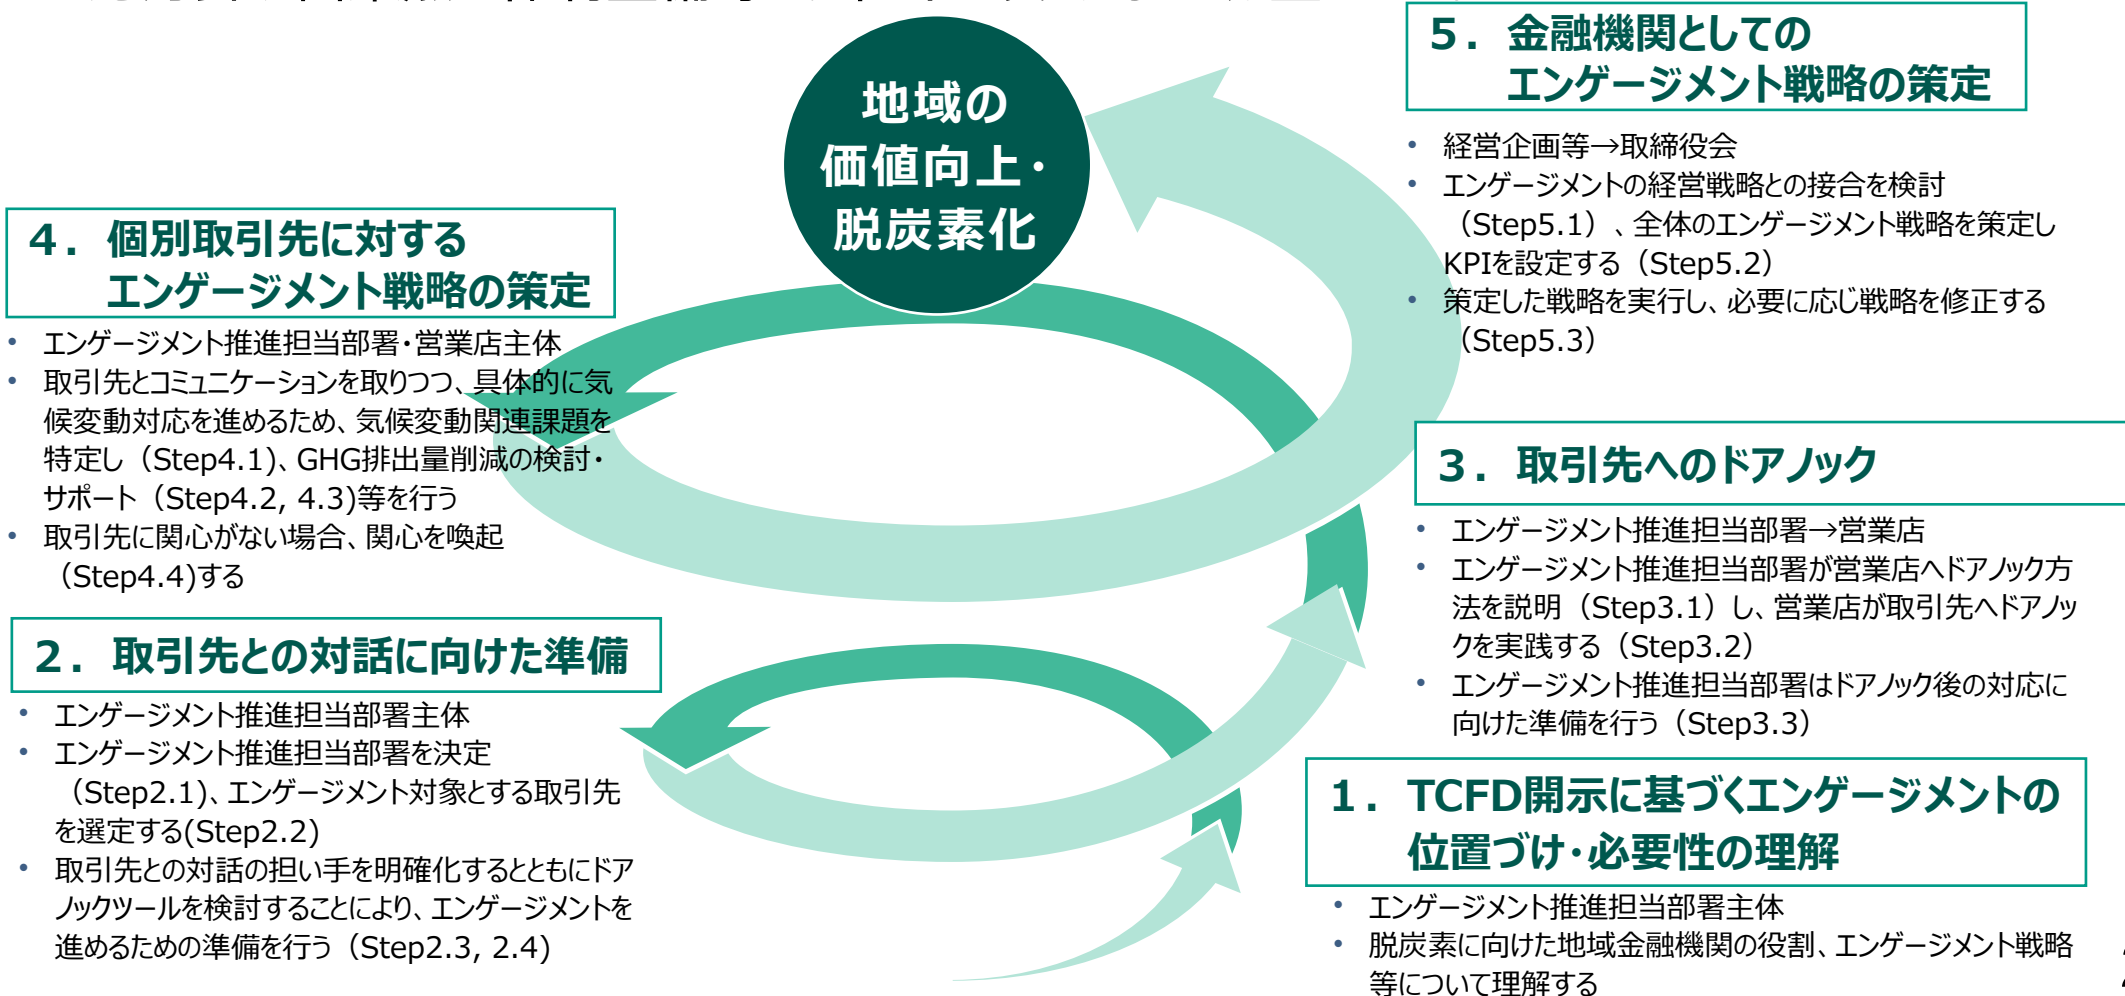 地域の
価値向上・
脱炭素化
5．金融機関としての
エンゲージメント戦略の策定
• 経営企画等→取締役会
• エンゲージメントの経営戦略との接合を検討
（Step5.1）、全体のエンゲージメント戦略を策定し
KPIを設定する（Step5.2）
• 策定した戦略を実行し、必要に応じ戦略を修正する
（Step5.3）
4．個別取引先に対する
エンゲージメント戦略の策定
• エンゲージメント推進担当部署・営業店主体
• 取引先とコミュニケーションを取りつつ、具体的に気
候変動対応を進めるため、気候変動関連課題を
特定し（Step4.1)、GHG排出量削減の検討・
サポート（Step4.2, 4.3)等を行う
• 取引先に関心がない場合、関心を喚起
（Step4.4)する
3．取引先へのドアノック
• エンゲージメント推進担当部署→営業店
• エンゲージメント推進担当部署が営業店へドアノック方
法を説明（Step3.1）し、営業店が取引先へドアノッ
クを実践する（Step3.2）
• エンゲージメント推進担当部署はドアノック後の対応に
向けた準備を行う（Step3.3）
2．取引先との対話に向けた準備
• エンゲージメント推進担当部署主体
• エンゲージメント推進担当部署を決定
（Step2.1)、エンゲージメント対象とする取引先
を選定する(Step2.2)
• 取引先との対話の担い手を明確化するとともにドア
ノックツールを検討することにより、エンゲージメントを
進めるための準備を行う（Step2.3, 2.4)
1．TCFD開示に基づくエンゲージメントの
位置づけ・必要性の理解
• エンゲージメント推進担当部署主体
• 脱炭素に向けた地域金融機関の役割、エンゲージメント戦略
等について理解する